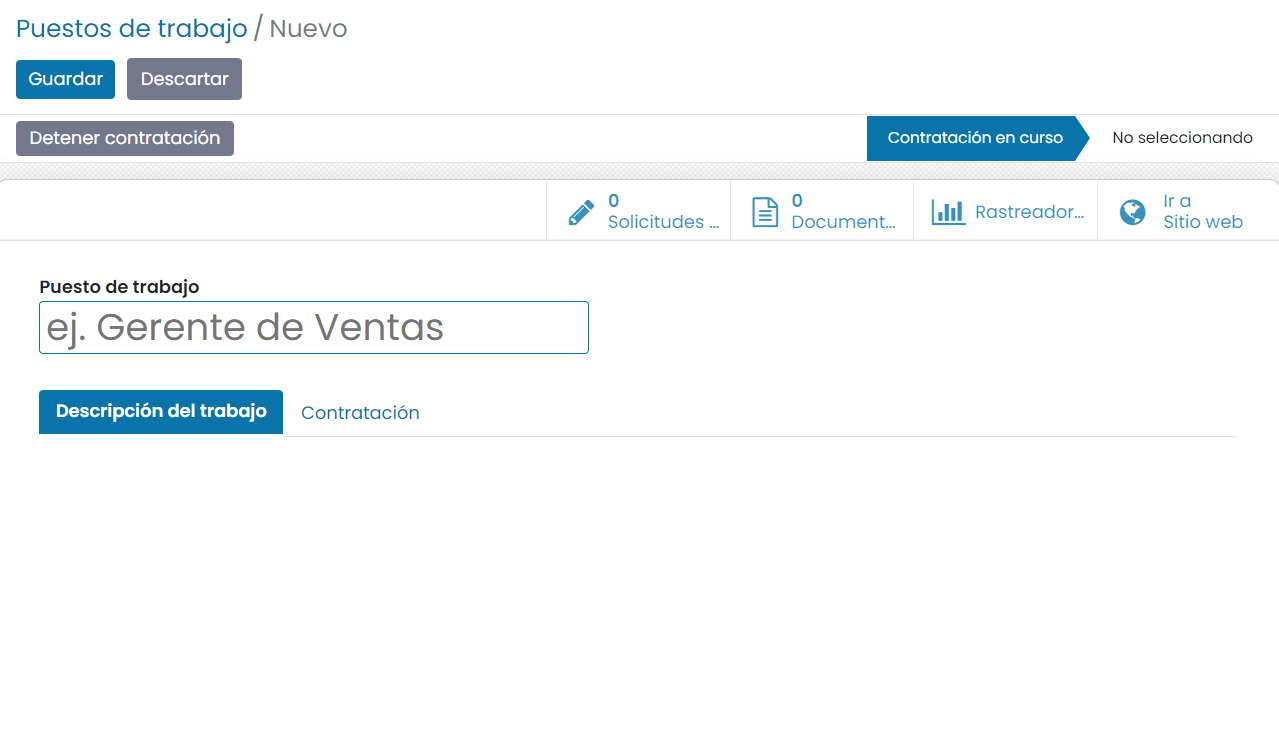 Puestos de trabajo / Nuevo
Guardar Descartar
Detener contratación Contratación en curso No seleccionando
0 Solicitudes ...
0 Document...
Rastreador...
Ir a Sitio web
Puesto de trabajo
ej. Gerente de Ventas
Descripción del trabajo Contratación